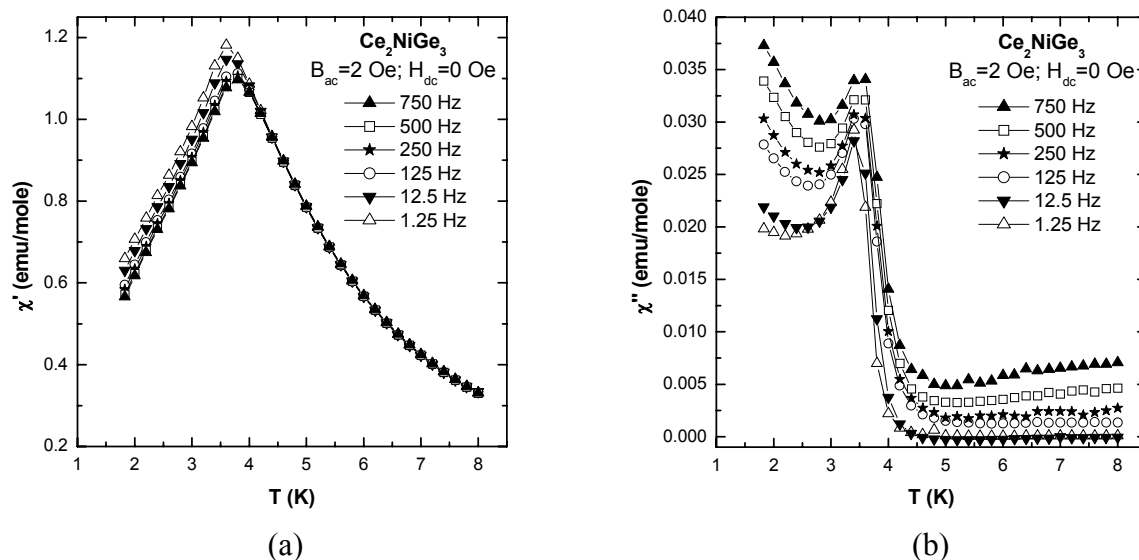 Ce₂NiGe₃
B_ac=2 Oe; H_dc=0 Oe
750 Hz
500 Hz
250 Hz
125 Hz
12.5 Hz
1.25 Hz
χ' (emu/mole)
1.2
1.0
0.8
0.6
0.4
0.2
1 2 3 4 5 6 7 8
T (K)
(a)
Ce₂NiGe₃
B_ac=2 Oe; H_dc=0 Oe
750 Hz
500 Hz
250 Hz
125 Hz
12.5 Hz
1.25 Hz
χ" (emu/mole)
0.040
0.035
0.030
0.025
0.020
0.015
0.010
0.005
0.000
1 2 3 4 5 6 7 8
T (K)
(b)